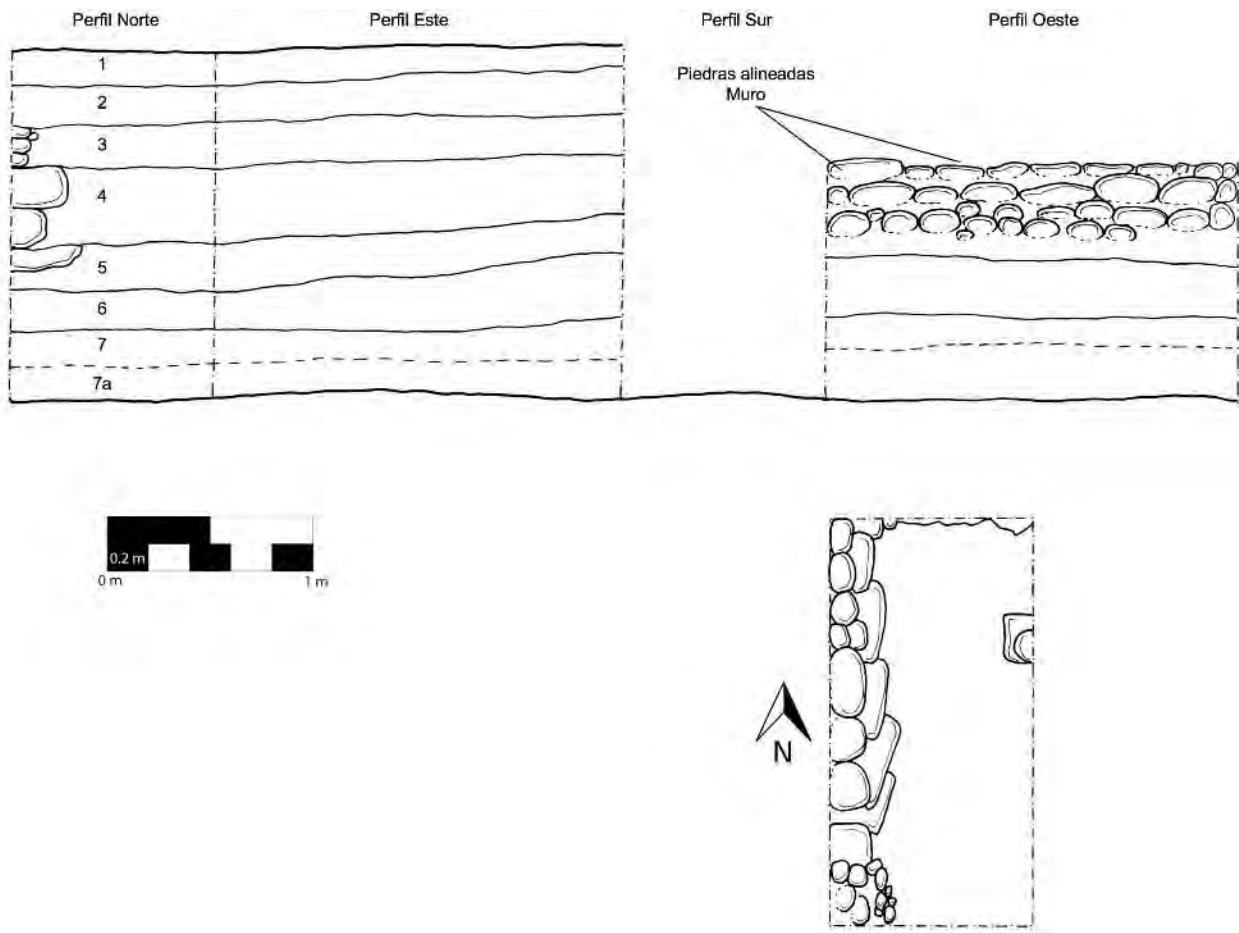 Perfil Norte
Perfil Este
Perfil Sur
Perfil Oeste
1
2
3
4
5
6
7
7a
Piedras alineadas
Muro
0.2 m
0 m
1 m
N